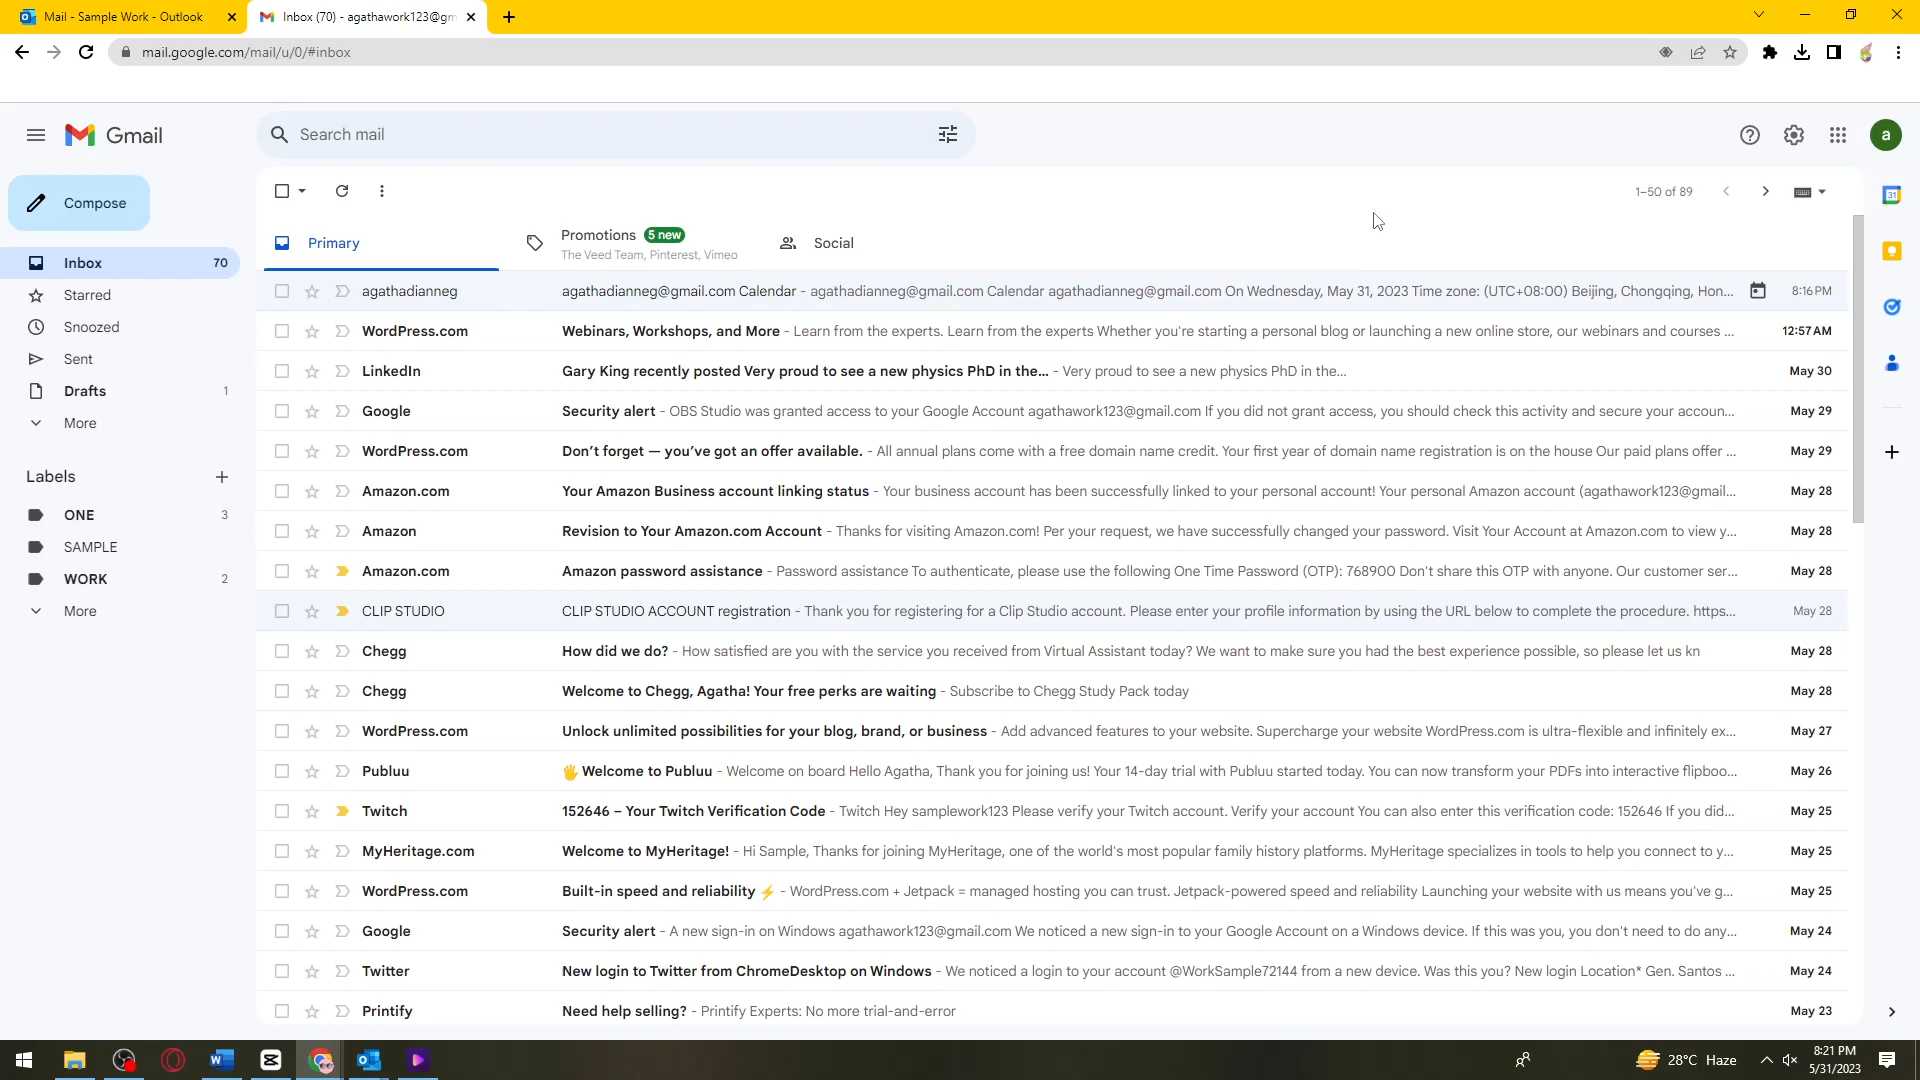 Mail - Sample Work - Outlook
Inbox (70) - agathawork123@gm
mail.google.com/mail/u/0/#inbox
Gmail
Search mail
Compose
1–50 of 89
Primary
Promotions 5 new
The Veed Team, Pinterest, Vimeo
Social
Inbox 70
Starred
Snoozed
Sent
Drafts 1
More
Labels
ONE 3
SAMPLE
WORK 2
More
agathadianneg agathadianneg@gmail.com Calendar - agathadianneg@gmail.com Calendar agathadianneg@gmail.com On Wednesday, May 31, 2023 Time zone: (UTC+08:00) Beijing, Chongqing, Hon... 8:16 PM
WordPress.com Webinars, Workshops, and More - Learn from the experts. Learn from the experts Whether you're starting a personal blog or launching a new online store, our webinars and courses ... 12:57 AM
LinkedIn Gary King recently posted Very proud to see a new physics PhD in the... - Very proud to see a new physics PhD in the... May 30
Google Security alert - OBS Studio was granted access to your Google Account agathawork123@gmail.com If you did not grant access, you should check this activity and secure your accoun... May 29
WordPress.com Don’t forget — you’ve got an offer available. - All annual plans come with a free domain name credit. Your first year of domain name registration is on the house Our paid plans offer ... May 29
Amazon.com Your Amazon Business account linking status - Your business account has been successfully linked to your personal account! Your personal Amazon account (agathawork123@gmail... May 28
Amazon Revision to Your Amazon.com Account - Thanks for visiting Amazon.com! Per your request, we have successfully changed your password. Visit Your Account at Amazon.com to view y... May 28
Amazon.com Amazon password assistance - Password assistance To authenticate, please use the following One Time Password (OTP): 768900 Don't share this OTP with anyone. Our customer ser... May 28
CLIP STUDIO CLIP STUDIO ACCOUNT registration - Thank you for registering for a Clip Studio account. Please enter your profile information by using the URL below to complete the procedure. https... May 28
Chegg How did we do? - How satisfied are you with the service you received from Virtual Assistant today? We want to make sure you had the best experience possible, so please let us kn May 28
Chegg Welcome to Chegg, Agatha! Your free perks are waiting - Subscribe to Chegg Study Pack today May 28
WordPress.com Unlock unlimited possibilities for your blog, brand, or business - Add advanced features to your website. Supercharge your website WordPress.com is ultra-flexible and infinitely ex... May 27
Publuu 🖐 Welcome to Publuu - Welcome on board Hello Agatha, Thank you for joining us! Your 14-day trial with Publuu started today. You can now transform your PDFs into interactive flipboo... May 26
Twitch 152646 – Your Twitch Verification Code - Twitch Hey samplework123 Please verify your Twitch account. Verify your account You can also enter this verification code: 152646 If you did... May 25
MyHeritage.com Welcome to MyHeritage! - Hi Sample, Thanks for joining MyHeritage, one of the world's most popular family history platforms. MyHeritage specializes in tools to help you connect to y... May 25
WordPress.com Built-in speed and reliability ⚡ - WordPress.com + Jetpack = managed hosting you can trust. Jetpack-powered speed and reliability Launching your website with us means you've g... May 25
Google Security alert - A new sign-in on Windows agathawork123@gmail.com We noticed a new sign-in to your Google Account on a Windows device. If this was you, you don't need to do any... May 24
Twitter New login to Twitter from ChromeDesktop on Windows - We noticed a login to your account @WorkSample72144 from a new device. Was this you? New login Location* Gen. Santos ... May 24
Printify Need help selling? - Printify Experts: No more trial-and-error May 23
a
31
28°C Haze
8:21 PM
5/31/2023